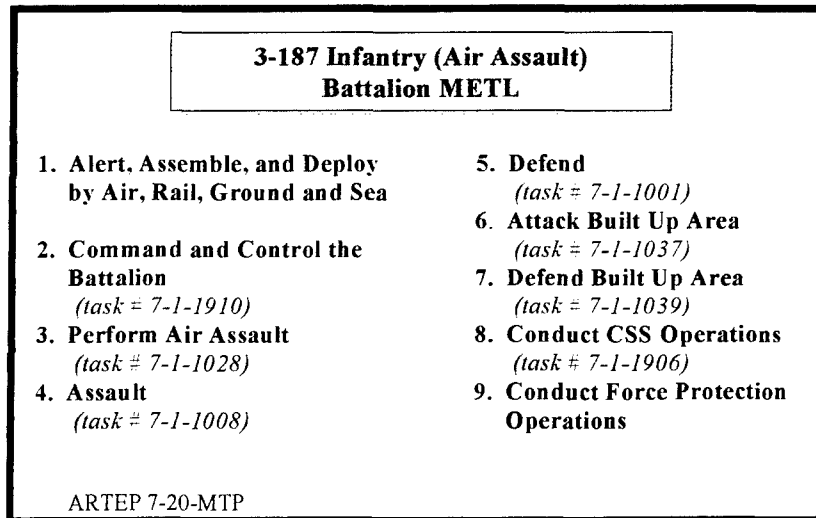 3-187 Infantry (Air Assault)
Battalion METL
1. Alert, Assemble, and Deploy
by Air, Rail, Ground and Sea
2. Command and Control the
Battalion
(task # 7-1-1910)
3. Perform Air Assault
(task # 7-1-1028)
4. Assault
(task # 7-1-1008)
5. Defend
(task # 7-1-1001)
6. Attack Built Up Area
(task # 7-1-1037)
7. Defend Built Up Area
(task # 7-1-1039)
8. Conduct CSS Operations
(task # 7-1-1906)
9. Conduct Force Protection
Operations
ARTEP 7-20-MTP